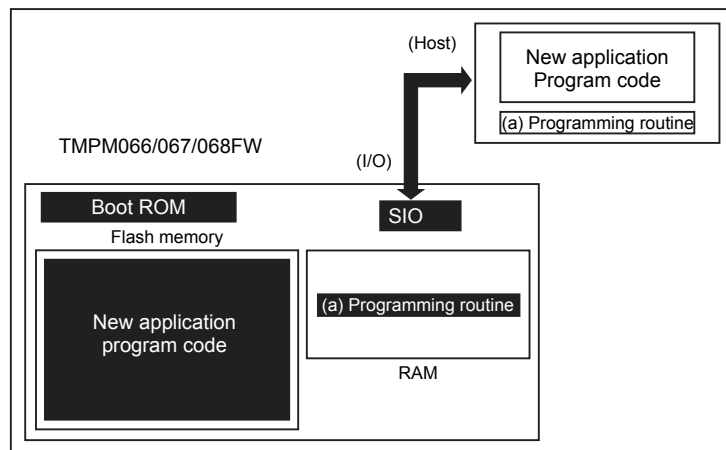 (Host)
New application
Program code
(a) Programming routine
TMPM066/067/068FW
(I/O)
Boot ROM
SIO
Flash memory
New application
program code
(a) Programming routine
RAM